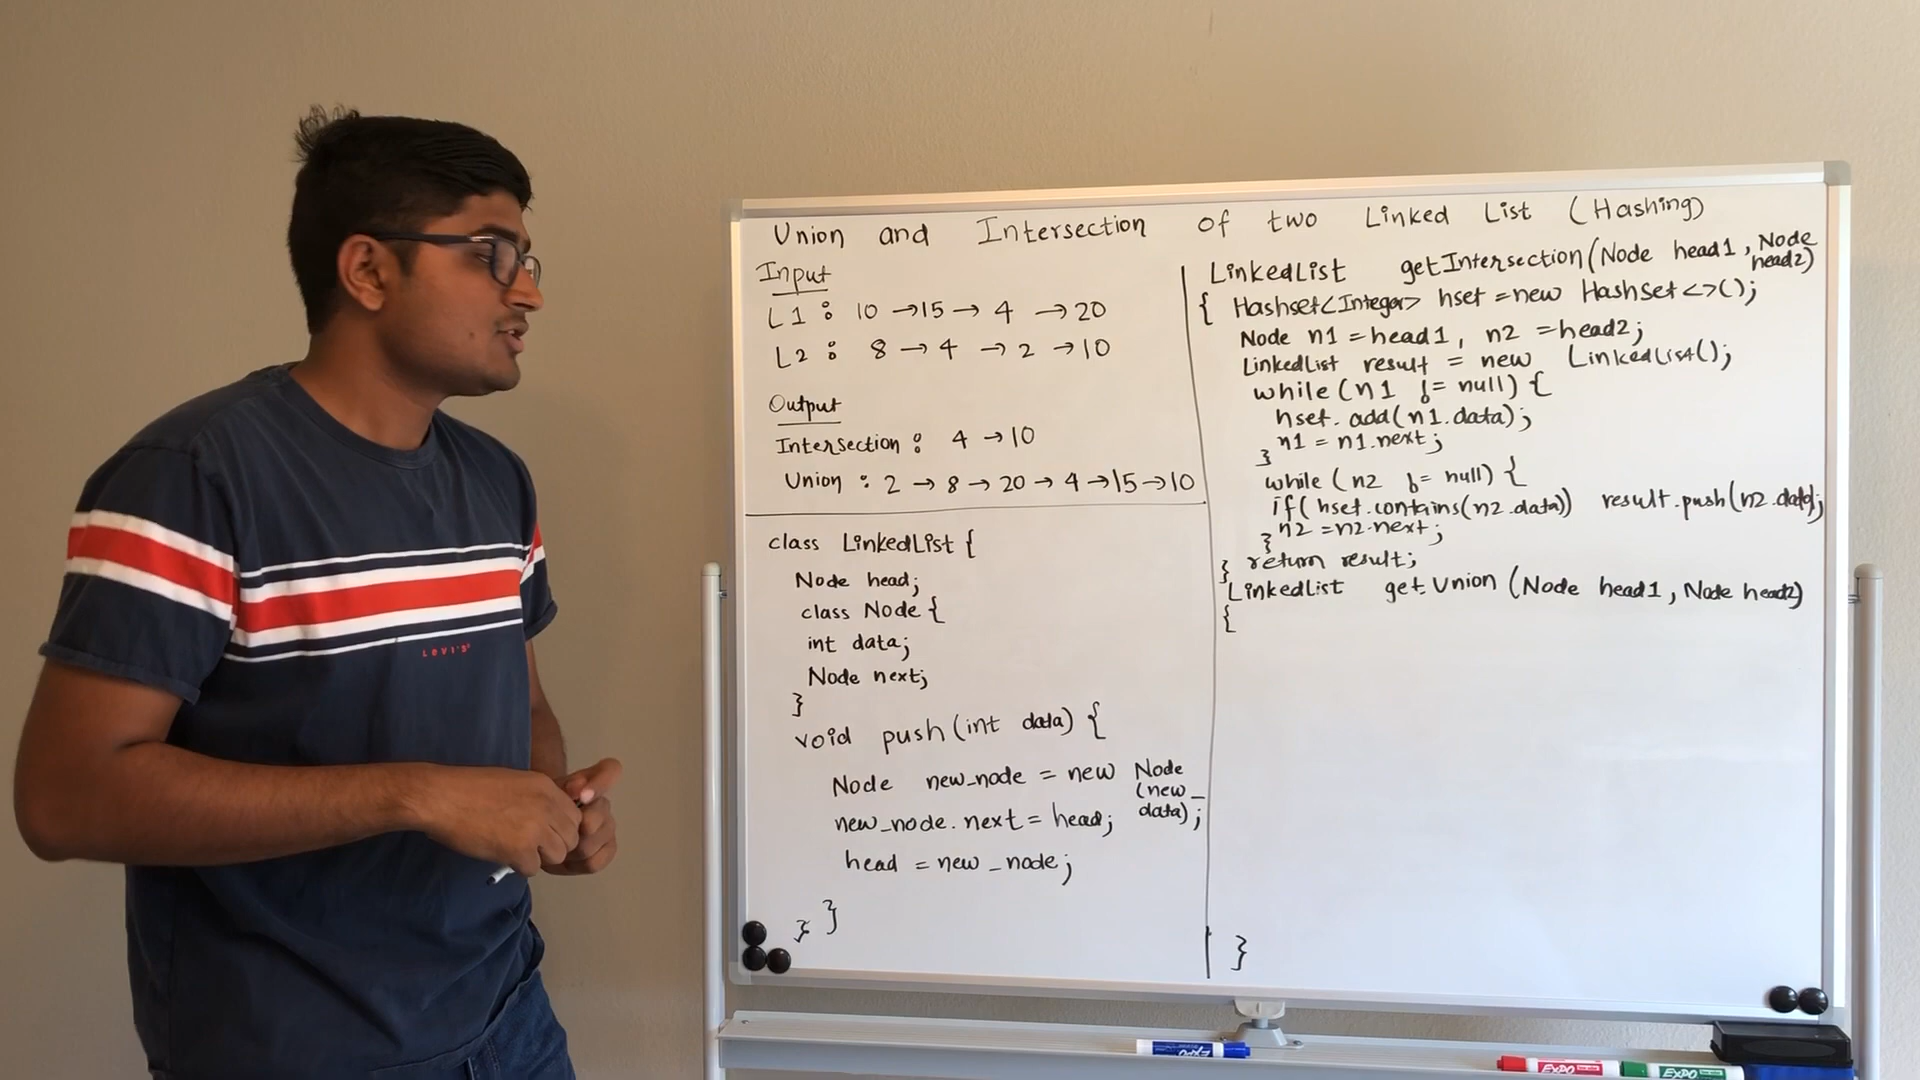 Union and Intersection of two Linked List (Hashing)
Input
L1 : 10 → 15 → 4 → 20
L2 : 8 → 4 → 2 → 10
Output
Intersection : 4 → 10
Union : 2 → 8 → 20 → 4 → 15 → 10
class LinkedList {
Node head;
class Node {
int data;
Node next;
}
void push (int data) {
Node new_node = new Node (new_data);
new_node.next = head;
head = new_node;
}
}
LinkedList getIntersection(Node head1, Node head2)
{ Hashset<Integer> hset = new HashSet<>();
Node n1 = head1, n2 = head2;
LinkedList result = new LinkedList();
while (n1 != null) {
hset.add(n1.data);
n1 = n1.next;
}
while (n2 != null) {
if( hset.contains(n2.data)) result.push(n2.data);
n2 = n2.next;
}
} return result;
LinkedList getUnion (Node head1, Node head2)
{
}
LEVI'S
EXPO
EXPO
EXPO